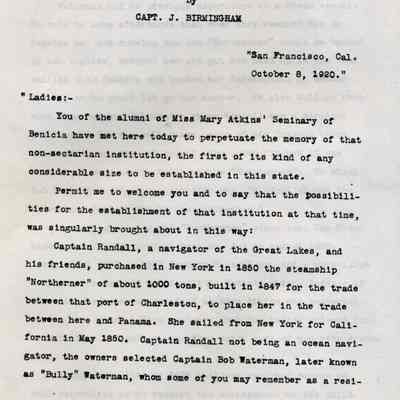 by
CAPT. J. BIRMINGHAM
"San Francisco, Cal.
October 8, 1920."
"Ladies:-
You of the alumni of Miss Mary Atkins' Seminary of
Benicia have met here today to perpetuate the memory of that
non-sectarian institution, the first of its kind of any
considerable size to be established in this state.
Permit me to welcome you and to say that the possibili-
ties for the establishment of that institution at that time,
was singularly brought about in this way:
Captain Randall, a navigator of the Great Lakes, and
his friends, purchased in New York in 1850 the steamship
"Northerner" of about 1000 tons, built in 1847 for the trade
between that port of Charleston, to place her in the trade
between here and Panama. She sailed from New York for Cali-
fornia in May 1850. Captain Randall not being an ocean navi-
gator, the owners selected Captain Bob Waterman, later known
as "Bully" Waterman, whom some of you may remember as a resi-